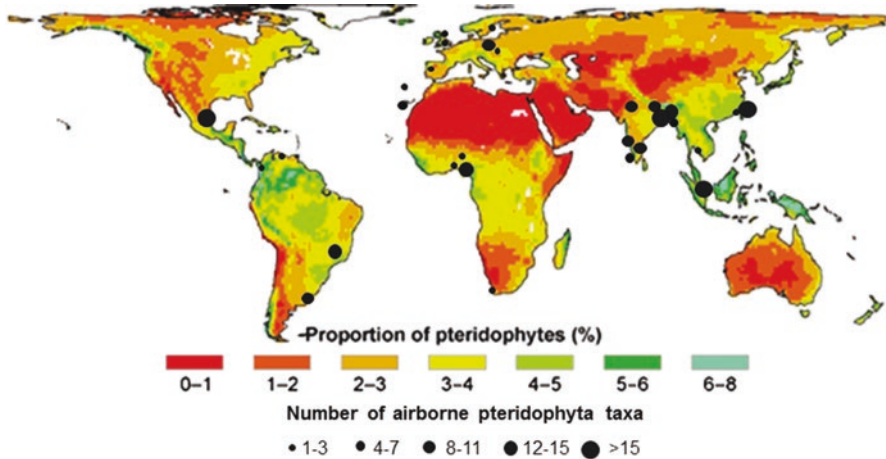 Proportion of pteridophytes (%)
0–1 1–2 2–3 3–4 4–5 5–6 6–8
Number of airborne pteridophyta taxa
1-3 4-7 8-11 12-15 >15